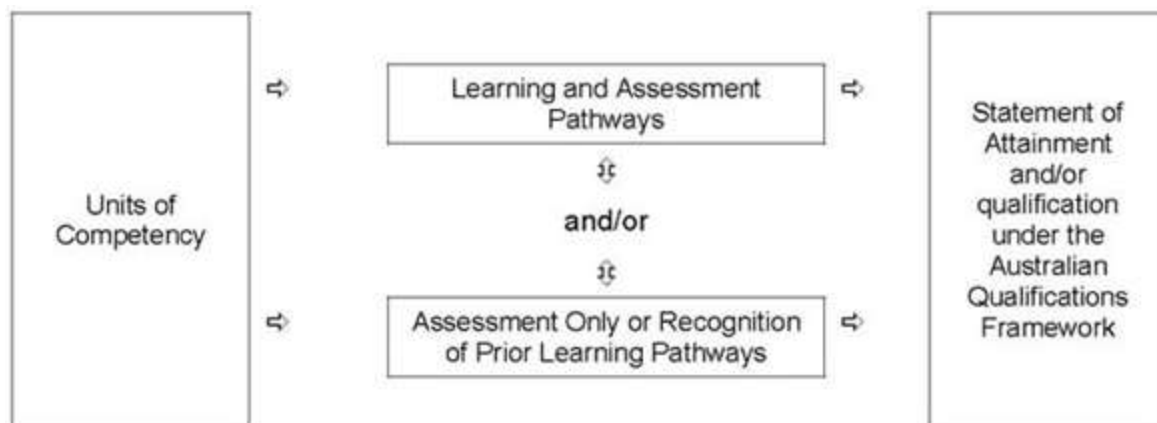 Units of
Competency
Learning and Assessment
Pathways
and/or
Assessment Only or Recognition
of Prior Learning Pathways
Statement of
Attainment
and/or
qualification
under the
Australian
Qualifications
Framework